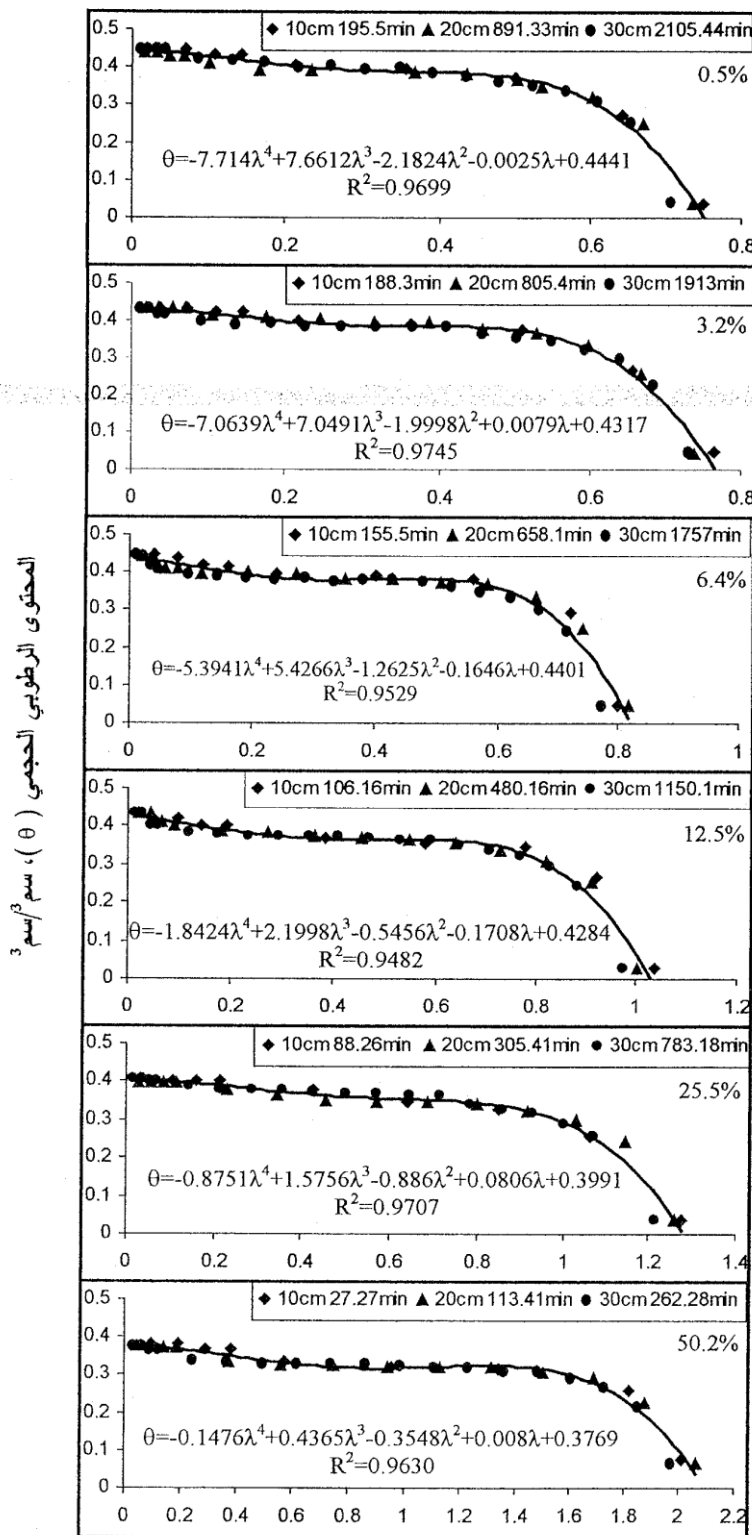 المحتوى الرطوبي الحجمي ( θ )، سم³/سم³
◆ 10cm 195.5min ▲ 20cm 891.33min ● 30cm 2105.44min
0.5%
0.5
0.4
0.3
0.2
0.1
0
θ=-7.714λ⁴+7.6612λ³-2.1824λ²-0.0025λ+0.4441
R²=0.9699
0 0.2 0.4 0.6 0.8
◆ 10cm 188.3min ▲ 20cm 805.4min ● 30cm 1913min
3.2%
0.5
0.4
0.3
0.2
0.1
0
θ=-7.0639λ⁴+7.0491λ³-1.9998λ²+0.0079λ+0.4317
R²=0.9745
0 0.2 0.4 0.6 0.8
◆ 10cm 155.5min ▲ 20cm 658.1min ● 30cm 1757min
6.4%
0.5
0.4
0.3
0.2
0.1
0
θ=-5.3941λ⁴+5.4266λ³-1.2625λ²-0.1646λ+0.4401
R²=0.9529
0 0.2 0.4 0.6 0.8 1
◆ 10cm 106.16min ▲ 20cm 480.16min ● 30cm 1150.1min
12.5%
0.5
0.4
0.3
0.2
0.1
0
θ=-1.8424λ⁴+2.1998λ³-0.5456λ²-0.1708λ+0.4284
R²=0.9482
0 0.2 0.4 0.6 0.8 1 1.2
◆ 10cm 88.26min ▲ 20cm 305.41min ● 30cm 783.18min
25.5%
0.5
0.4
0.3
0.2
0.1
0
θ=-0.8751λ⁴+1.5756λ³-0.886λ²+0.0806λ+0.3991
R²=0.9707
0 0.2 0.4 0.6 0.8 1 1.2 1.4
◆ 10cm 27.27min ▲ 20cm 113.41min ● 30cm 262.28min
50.2%
0.5
0.4
0.3
0.2
0.1
0
θ=-0.1476λ⁴+0.4365λ³-0.3548λ²+0.008λ+0.3769
R²=0.9630
0 0.2 0.4 0.6 0.8 1 1.2 1.4 1.6 1.8 2 2.2